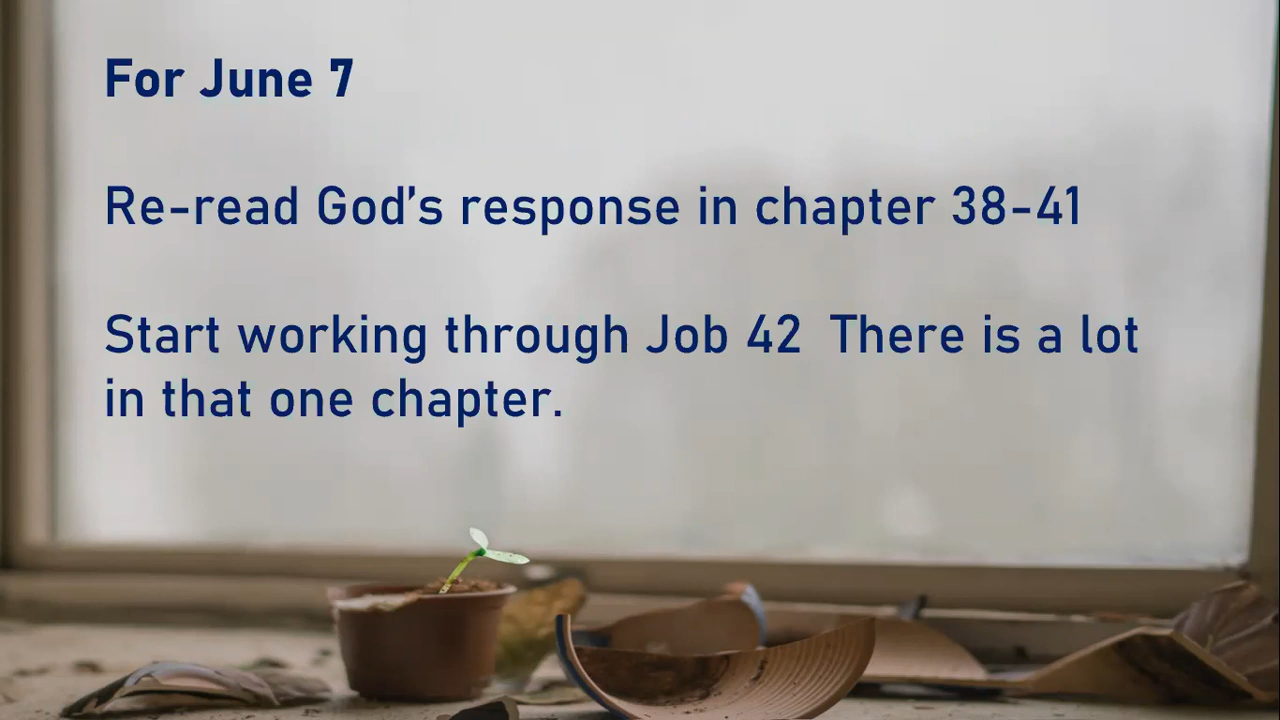 For June 7
Re-read God’s response in chapter 38-41
Start working through Job 42  There is a lot
in that one chapter.